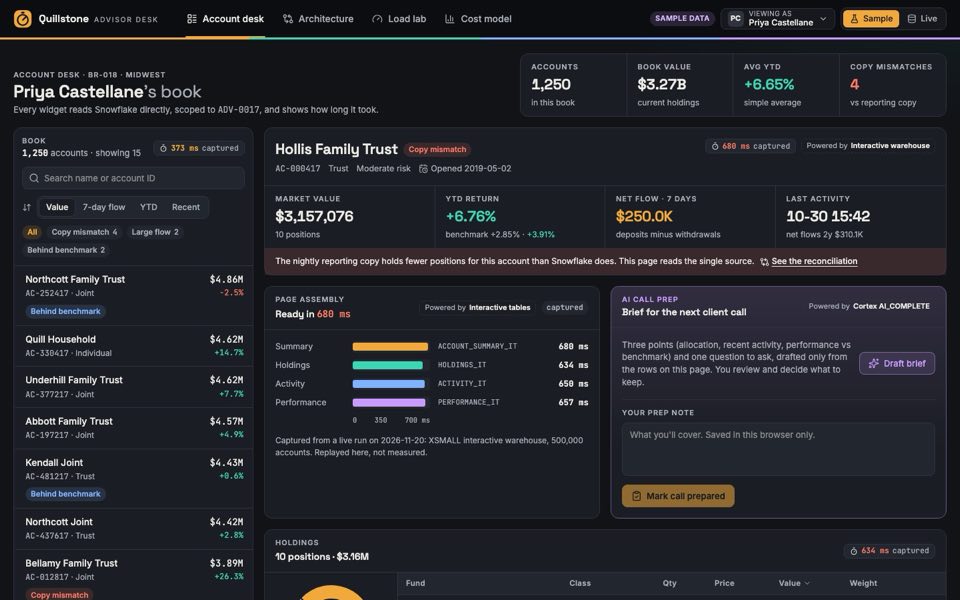 Quillstone ADVISOR DESK
Account desk
Architecture
Load lab
Cost model
SAMPLE DATA
PC
VIEWING AS
Priya Castellane
Sample
Live
ACCOUNT DESK · BR-018 · MIDWEST
Priya Castellane's book
Every widget reads Snowflake directly, scoped to ADV-0017, and shows how long it took.
ACCOUNTS
1,250
in this book
BOOK VALUE
$3.27B
current holdings
AVG YTD
+6.65%
simple average
COPY MISMATCHES
4
vs reporting copy
BOOK
1,250 accounts · showing 15
373 ms captured
Search name or account ID
Value
7-day flow
YTD
Recent
All
Copy mismatch 4
Large flow 2
Behind benchmark 2
Northcott Family Trust $4.86M
AC-252417 · Joint -2.5%
Behind benchmark
Quill Household $4.62M
AC-330417 · Individual +14.7%
Underhill Family Trust $4.62M
AC-377217 · Joint +7.7%
Abbott Family Trust $4.57M
AC-197217 · Joint +4.9%
Kendall Joint $4.43M
AC-481217 · Trust +0.6%
Behind benchmark
Northcott Joint $4.42M
AC-437617 · Trust +2.8%
Bellamy Family Trust $3.89M
AC-012817 · Joint +26.3%
Copy mismatch
Hollis Family Trust Copy mismatch
680 ms captured
Powered by Interactive warehouse
AC-000417 Trust Moderate risk Opened 2019-05-02
MARKET VALUE
$3,157,076
10 positions
YTD RETURN
+6.76%
benchmark +2.85% · +3.91%
NET FLOW · 7 DAYS
$250.0K
deposits minus withdrawals
LAST ACTIVITY
10-30 15:42
net flows 2y $310.1K
The nightly reporting copy holds fewer positions for this account than Snowflake does. This page reads the single source. See the reconciliation
PAGE ASSEMBLY
Ready in 680 ms
Powered by Interactive tables
captured
Summary ACCOUNT_SUMMARY_IT 680 ms
Holdings HOLDINGS_IT 634 ms
Activity ACTIVITY_IT 650 ms
Performance PERFORMANCE_IT 657 ms
0 350 700 ms
Captured from a live run on 2026-11-20: XSMALL interactive warehouse, 500,000
accounts. Replayed here, not measured.
AI CALL PREP
Brief for the next client call
Powered by Cortex AI_COMPLETE
Three points (allocation, recent activity, performance vs
benchmark) and one question to ask, drafted only from
the rows on this page. You review and decide what to
keep.
Draft brief
YOUR PREP NOTE
What you'll cover. Saved in this browser only.
Mark call prepared
HOLDINGS
10 positions · $3.16M
634 ms captured
Fund Class Qty Price Value Weight